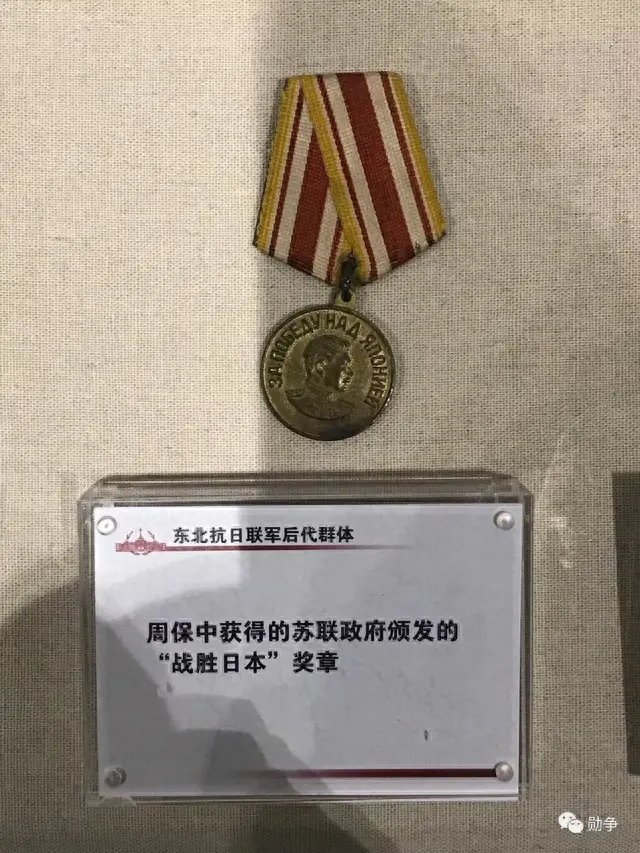 ЗА ПОБЕДУ НАД ЯПОНИЕЙ
东北抗日联军后代群体
周保中获得的苏联政府颁发的
“战胜日本”奖章
勋争